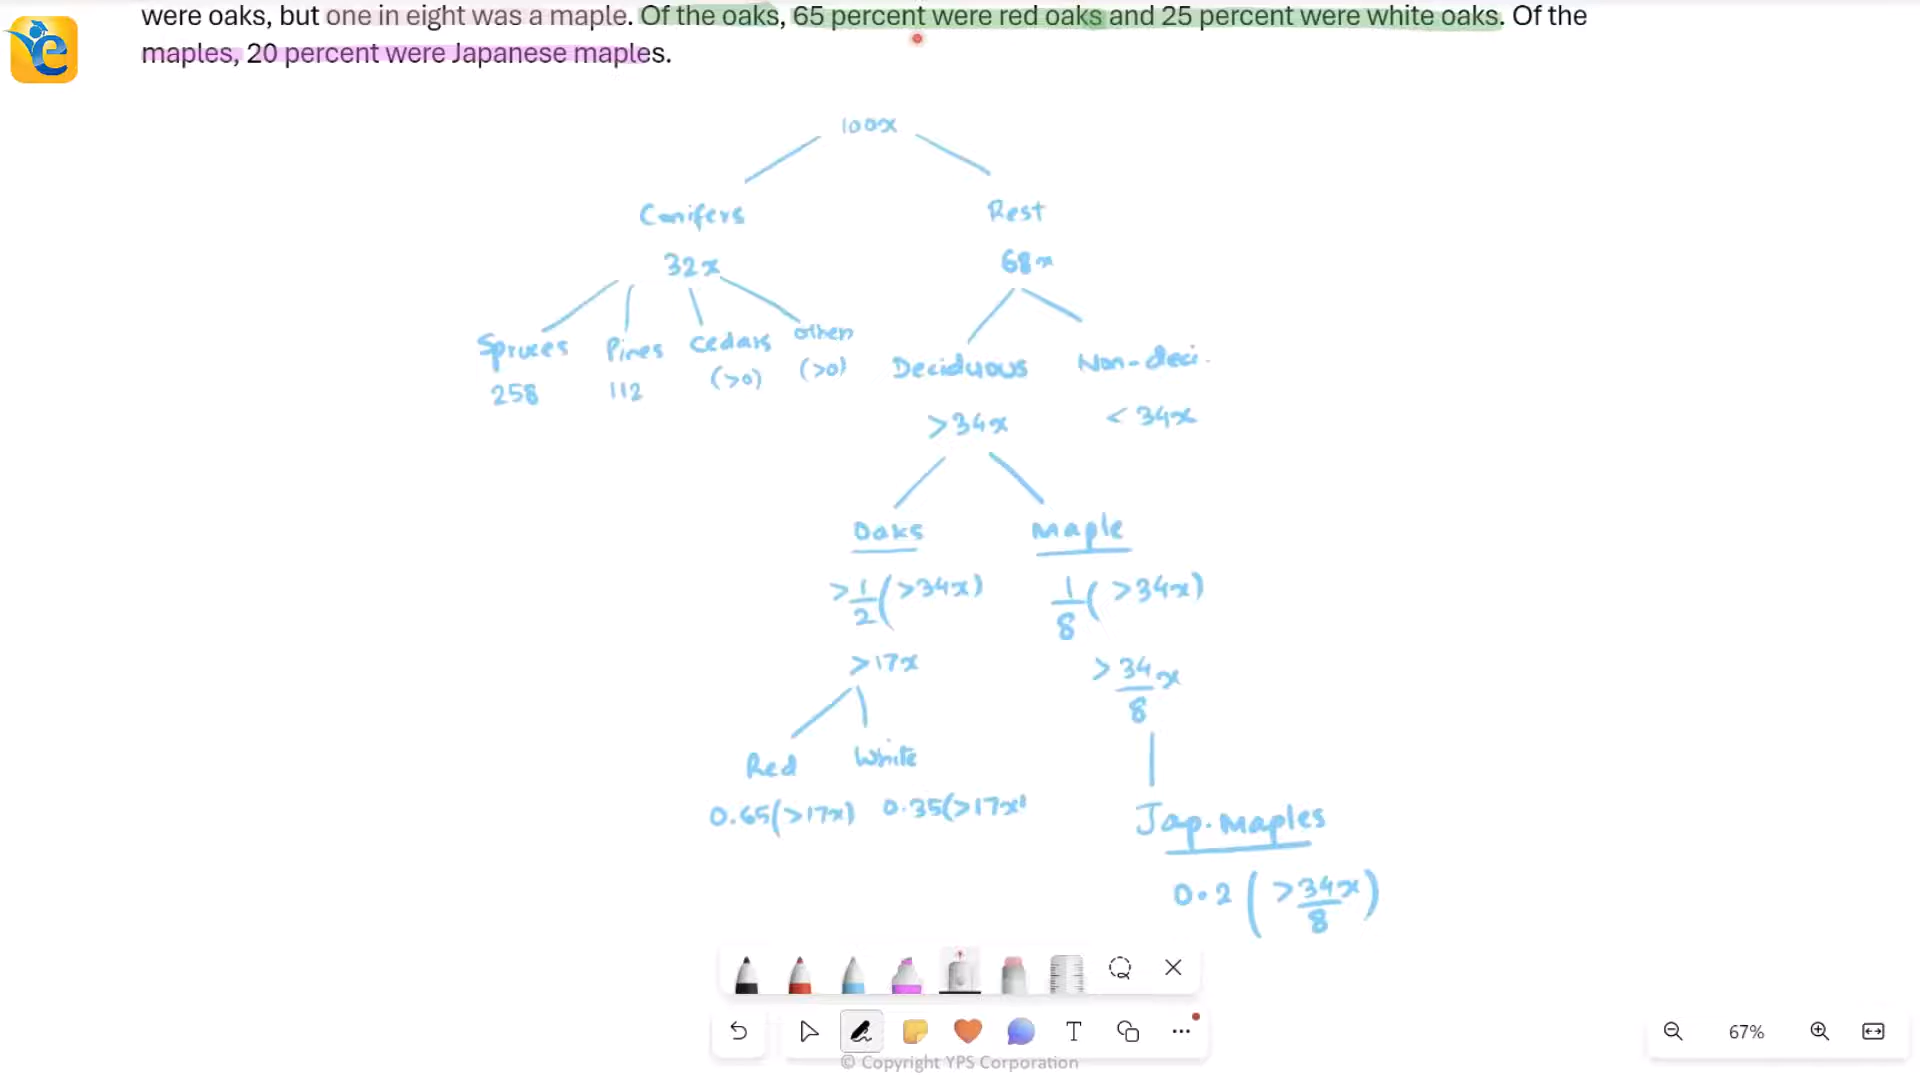 were oaks, but one in eight was a maple. Of the oaks, 65 percent were red oaks and 25 percent were white oaks. Of the
maples, 20 percent were Japanese maples.
100x
Conifers Rest
32x 68x
Spruces Pines Cedars others
258 112 (>0) (>0)
Deciduous Non-deci.
>34x < 34x
Oaks Maple
>1/2(>34x) 1/8(>34x)
>17x >34/8 x
Red White
0.65(>17x) 0.35(>17x)
Jap. Maples
0.2(>34x/8)
T
67%
© Copyright YPS Corporation